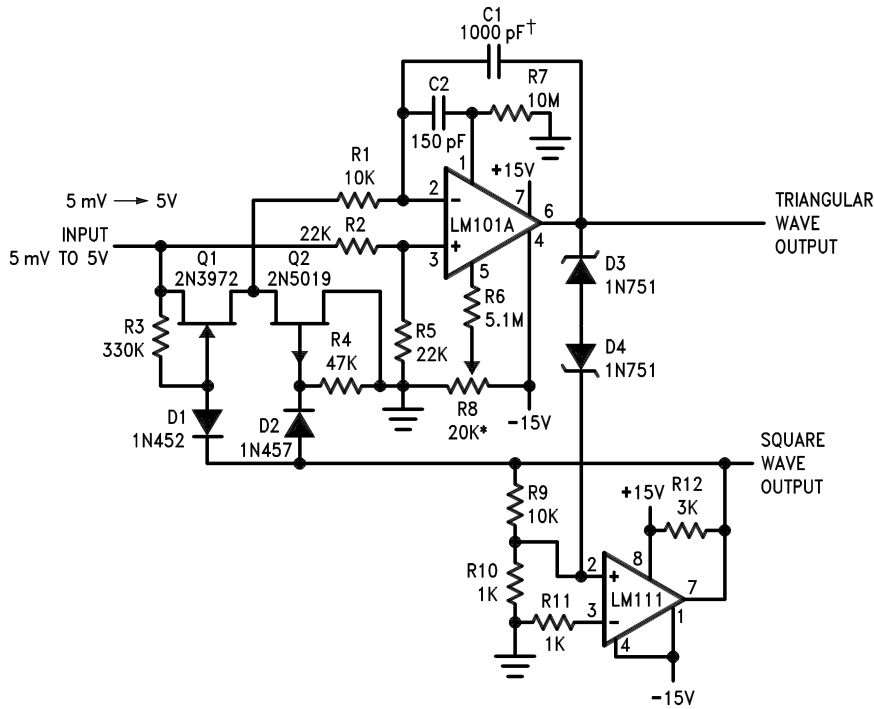 C1
1000 pF†
R7
10M
C2
150 pF
R1
10K
1
+15V
5 mV → 5V
2
−
7
6
TRIANGULAR
WAVE
OUTPUT
R2
LM101A
INPUT
5 mV TO 5V
22K
+
3
4
5
Q1
2N3972
Q2
2N5019
D3
1N751
R6
5.1M
R3
330K
R4
47K
R5
22K
D4
1N751
R8
20K*
−15V
D1
1N452
D2
1N457
SQUARE
WAVE
OUTPUT
R9
10K
+15V
R12
3K
R10
1K
2
+
8
7
LM111
R11
1K
3
−
1
4
−15V